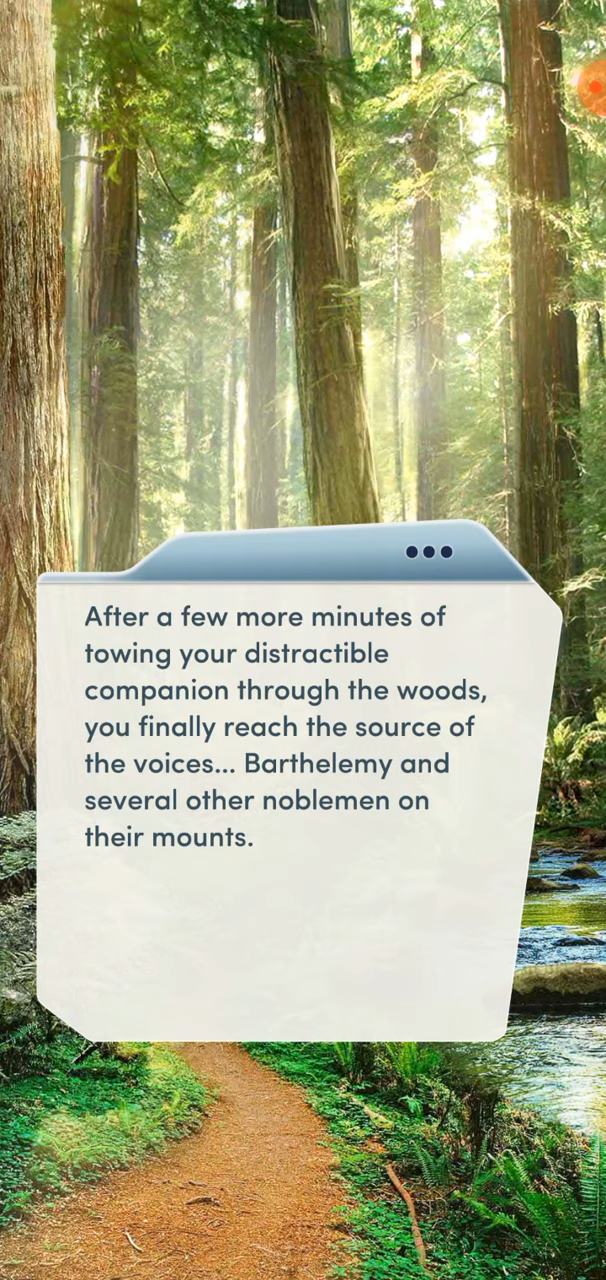 After a few more minutes of
towing your distractible
companion through the woods,
you finally reach the source of
the voices... Barthelemy and
several other noblemen on
their mounts.